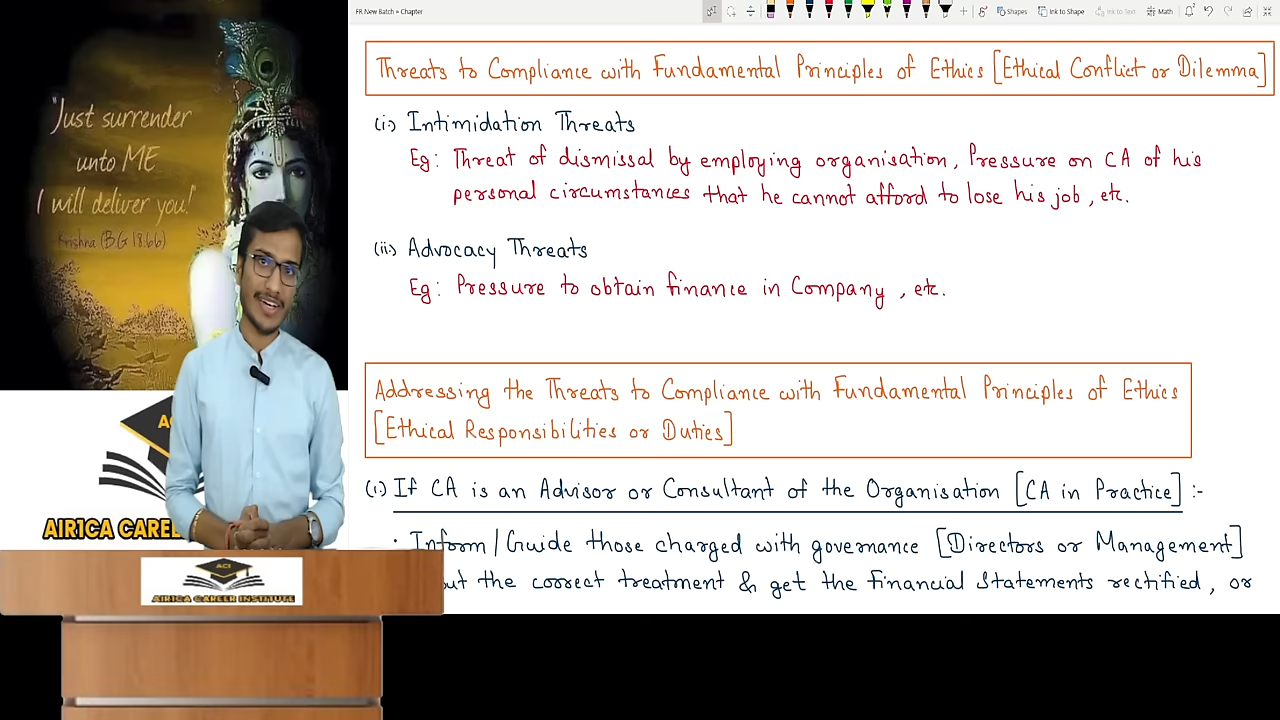 FR New Batch » Chapter
Shapes
Ink to Shape
Ink to Text
Math
"Just surrender
unto ME
I will deliver you!"
Krishna (BG 18:66)
Threats to Compliance with Fundamental Principles of Ethics [Ethical Conflict or Dilemma]
(i.) Intimidation Threats
Eg: Threat of dismissal by employing organisation, Pressure on CA of his
personal circumstances that he cannot afford to lose his job, etc.
(ii.) Advocacy Threats
Eg: Pressure to obtain finance in Company, etc.
Addressing the Threats to Compliance with Fundamental Principles of Ethics
[Ethical Responsibilities or Duties]
(1.) If CA is an Advisor or Consultant of the Organisation [CA in Practice] :-
· Inform/Guide those charged with governance [Directors or Management]
the correct treatment & get the Financial Statements rectified, or
AIR1CA
ACI
AIR1CA CAREER INSTITUTE